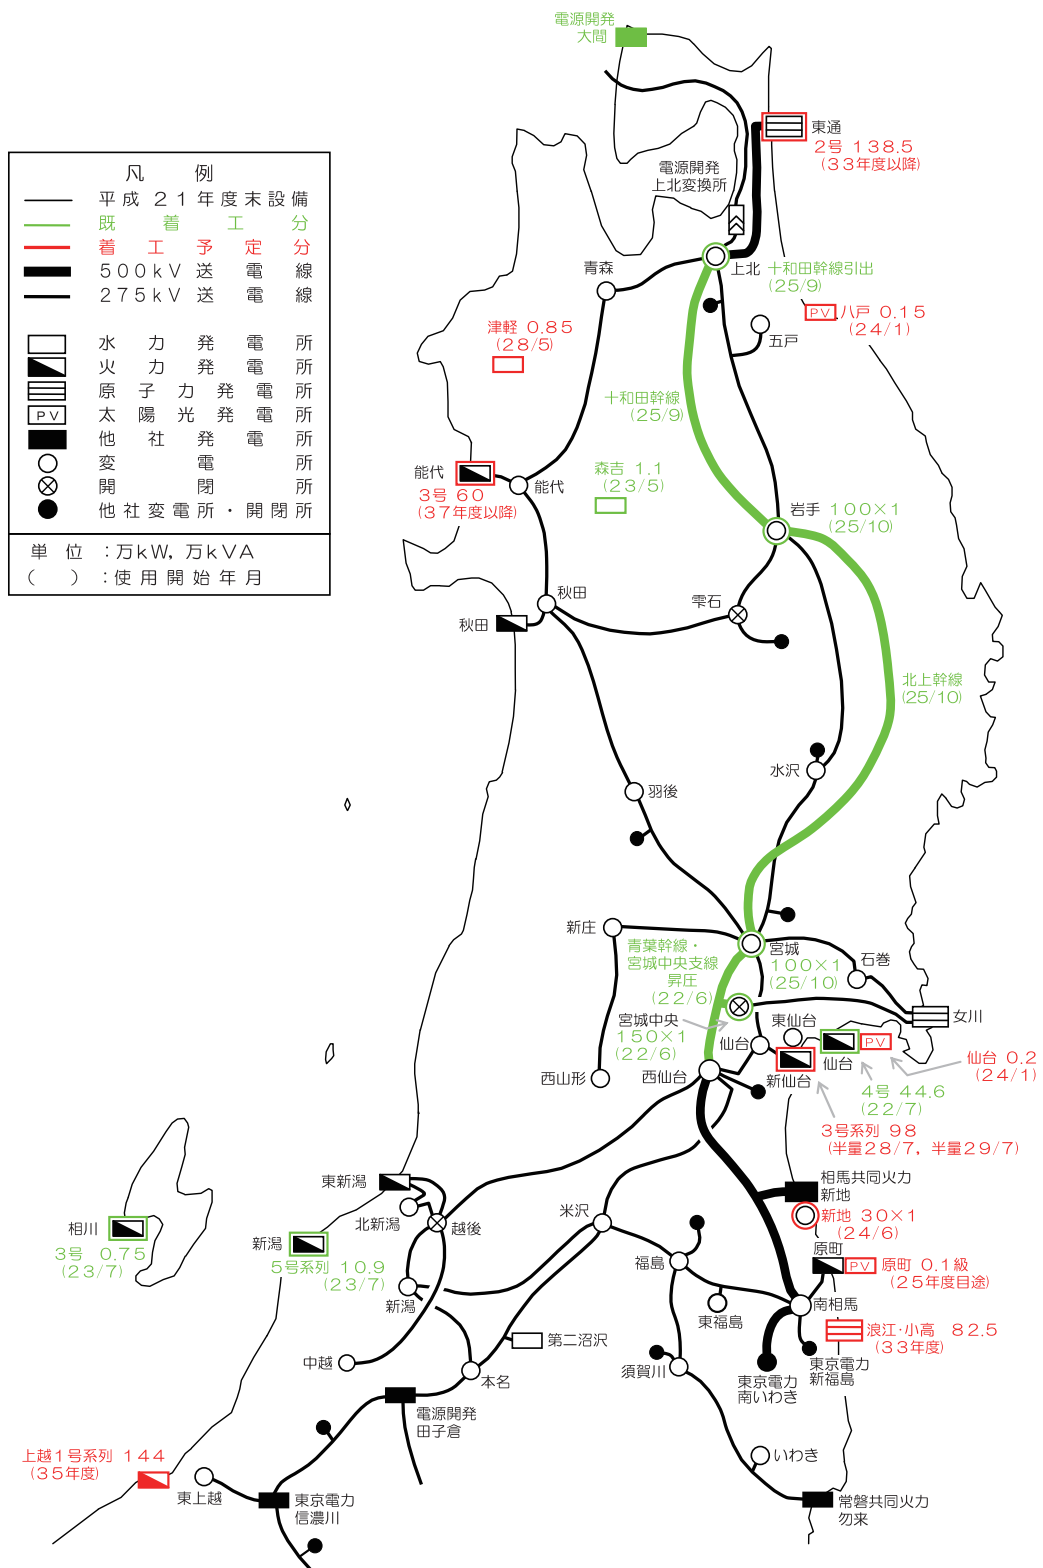 電源開発
大間
東通
2号 138.5
(33年度以降)
電源開発
上北変換所
凡 例
平成21年度末設備
既着工分
着工予定分
500kV送電線
275kV送電線
水力発電所
火力発電所
原子力発電所
PV 太陽光発電所
他社発電所
変電所
開閉所
他社変電所・開閉所
単位 :万kW, 万kVA
( ) :使用開始年月
青森
上北
十和田幹線引出
(25/9)
津軽 0.85
(28/5)
五戸
PV
八戸 0.15
(24/1)
十和田幹線
(25/9)
能代
3号 60
(37年度以降)
能代
森吉 1.1
(23/5)
岩手 100×1
(25/10)
秋田
秋田
雫石
北上幹線
(25/10)
羽後
水沢
新庄
青葉幹線・
宮城中央支線
昇圧
(22/6)
宮城
100×1
(25/10)
石巻
宮城中央
150×1
(22/6)
東仙台
仙台
女川
西山形
西仙台
新仙台
仙台
PV
仙台 0.2
(24/1)
4号 44.6
(22/7)
3号系列 98
(半量28/7, 半量29/7)
東新潟
北新潟
越後
米沢
相馬共同火力
新地
新地 30×1
(24/6)
相川
3号 0.75
(23/7)
新潟
5号系列 10.9
(23/7)
新潟
福島
原町
PV
原町 0.1級
(25年度目途)
東福島
南相馬
浪江·小高 82.5
(33年度)
第二沼沢
中越
本名
須賀川
東京電力
南いわき
東京電力
新福島
電源開発
田子倉
いわき
上越1号系列 144
(35年度)
東上越
東京電力
信濃川
常磐共同火力
勿来